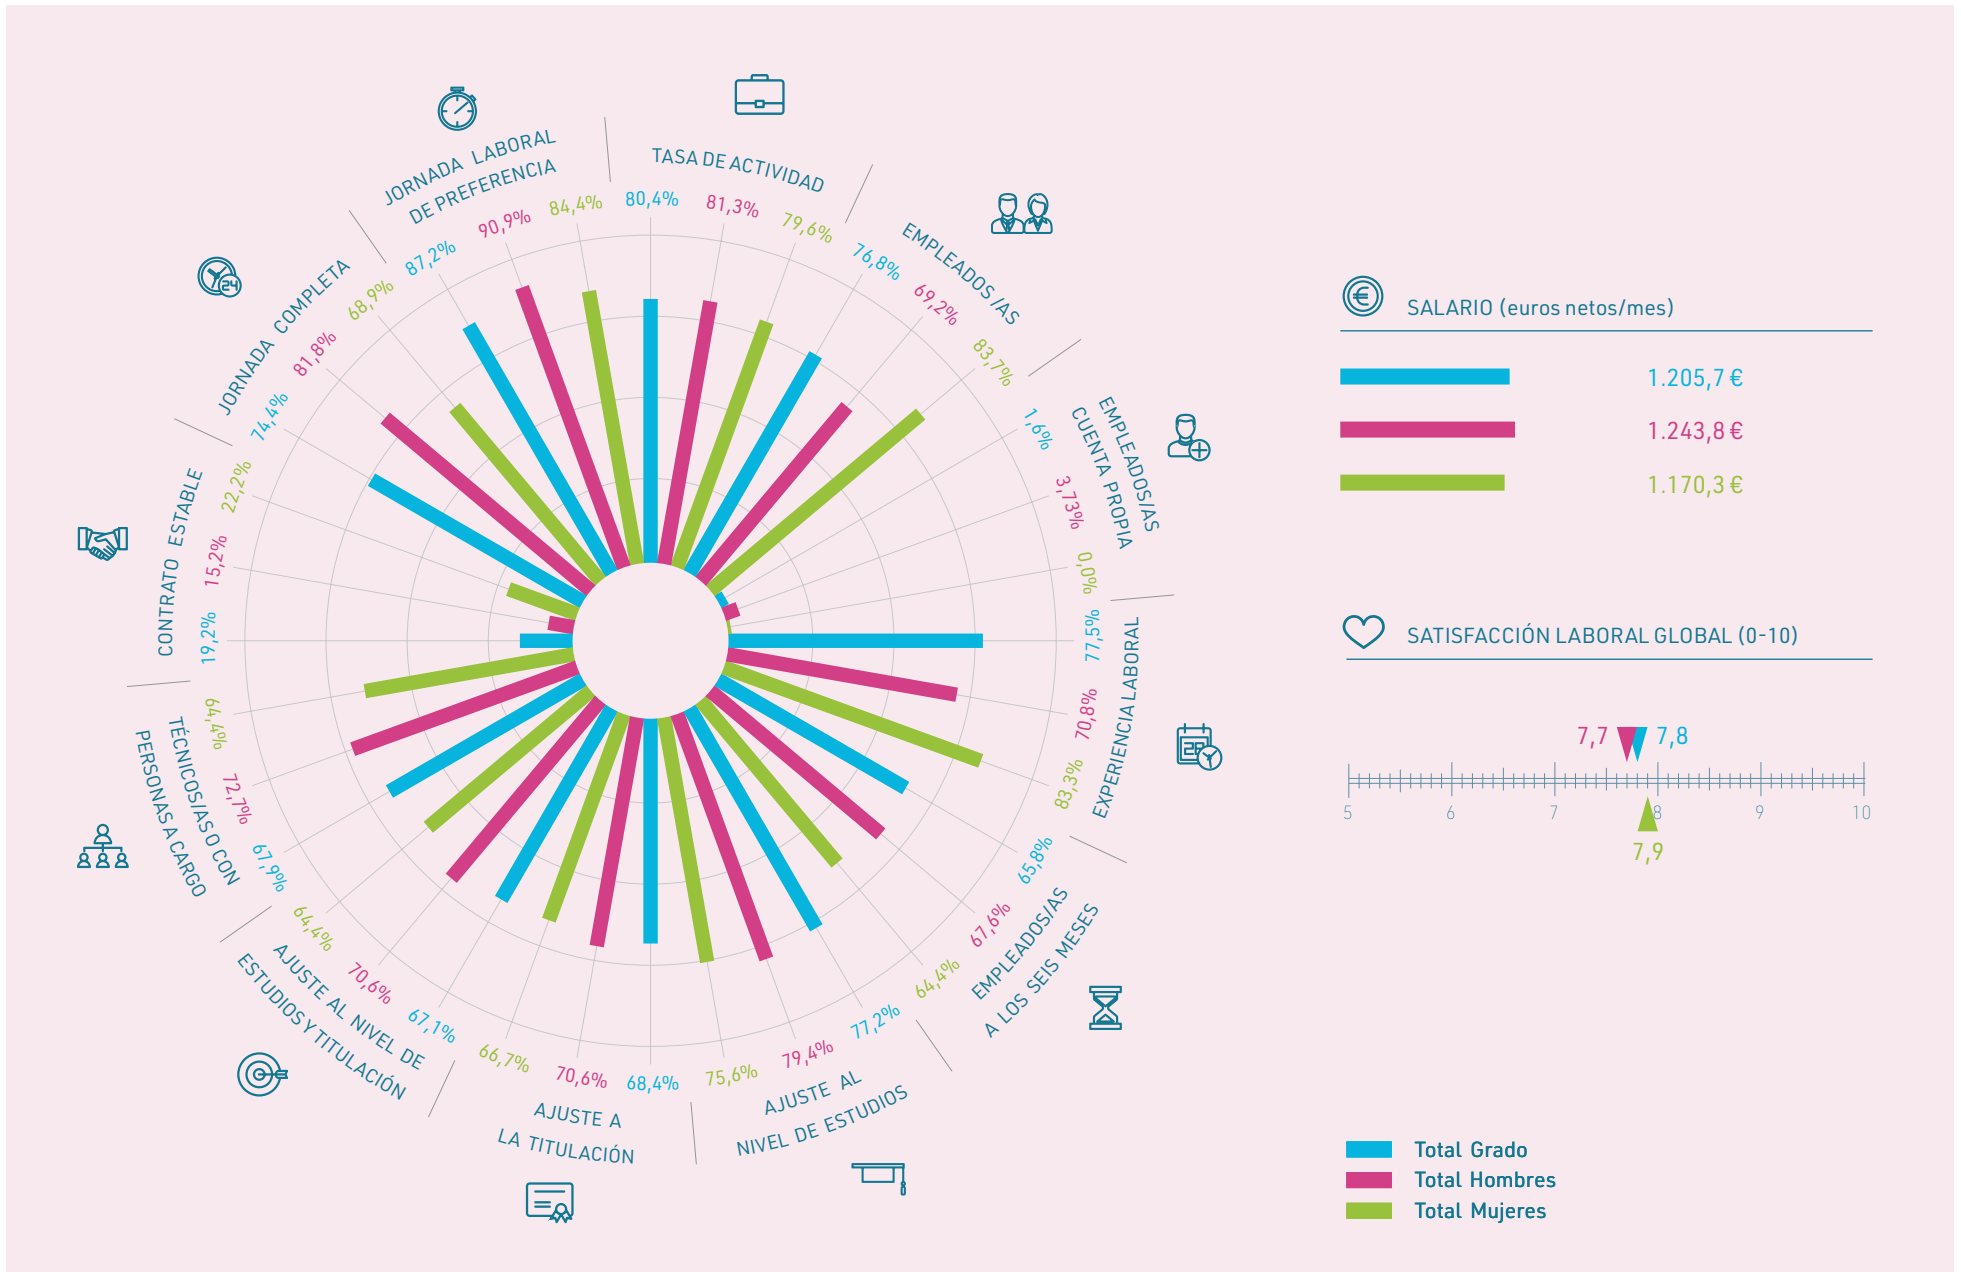 TASA DE ACTIVIDAD
80,4%
81,3%
79,6%
EMPLEADOS /AS
76,8%
69,2%
83,7%
EMPLEADOS/AS
CUENTA PROPIA
1,6%
3,73%
0,0%
EXPERIENCIA LABORAL
77,5%
70,8%
83,3%
EMPLEADOS/AS
A LOS SEIS MESES
65,8%
67,6%
64,4%
AJUSTE AL
NIVEL DE ESTUDIOS
77,2%
79,4%
75,6%
AJUSTE A
LA TITULACIÓN
68,4%
70,6%
66,7%
AJUSTE AL NIVEL DE
ESTUDIOS Y TITULACIÓN
67,1%
70,6%
64,4%
TÉCNICOS/AS CON
PERSONAS A CARGO
67,9%
72,7%
64,4%
CONTRATO ESTABLE
19,2%
15,2%
22,2%
JORNADA COMPLETA
74,4%
81,8%
68,9%
JORNADA LABORAL
DE PREFERENCIA
87,2%
90,9%
84,4%
24
28
SALARIO (euros netos/mes)
1.205,7 €
1.243,8 €
1.170,3 €
SATISFACCIÓN LABORAL GLOBAL (0-10)
7,7 7,8
5 6 7 8 9 10
7,9
Total Grado
Total Hombres
Total Mujeres